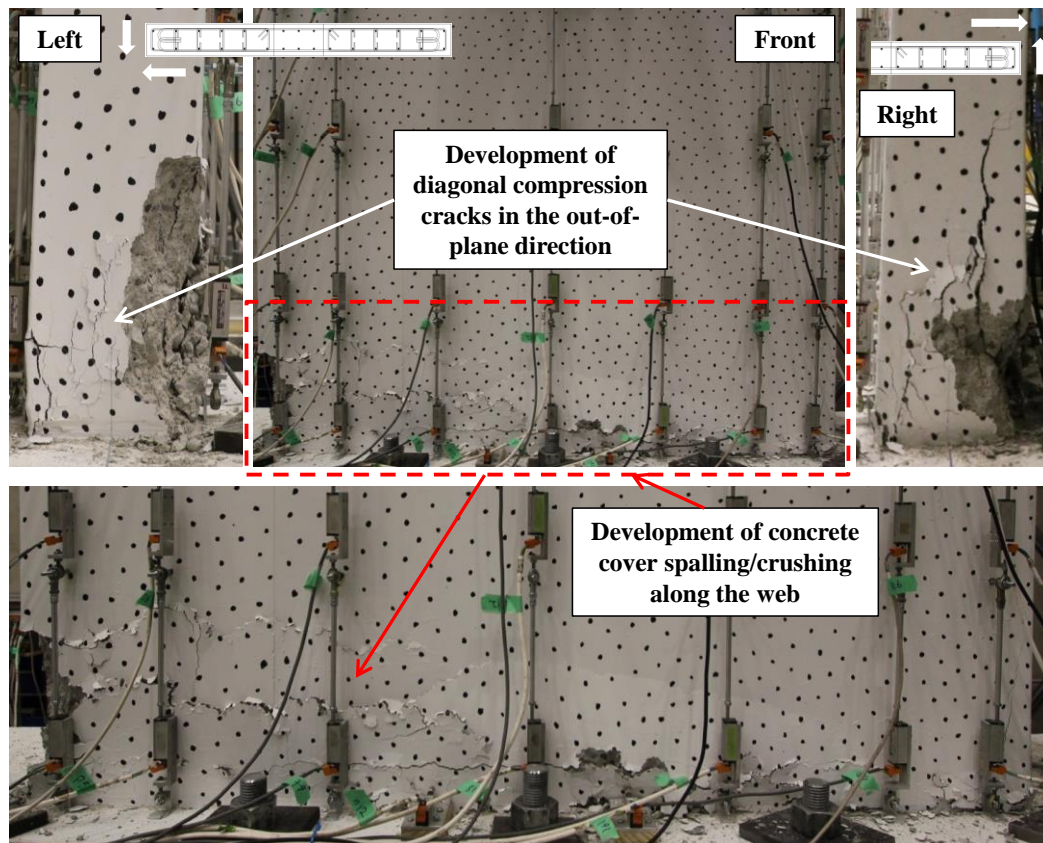 Left
Front
Right
Development of
diagonal compression
cracks in the out-of-
plane direction
Development of concrete
cover spalling/crushing
along the web